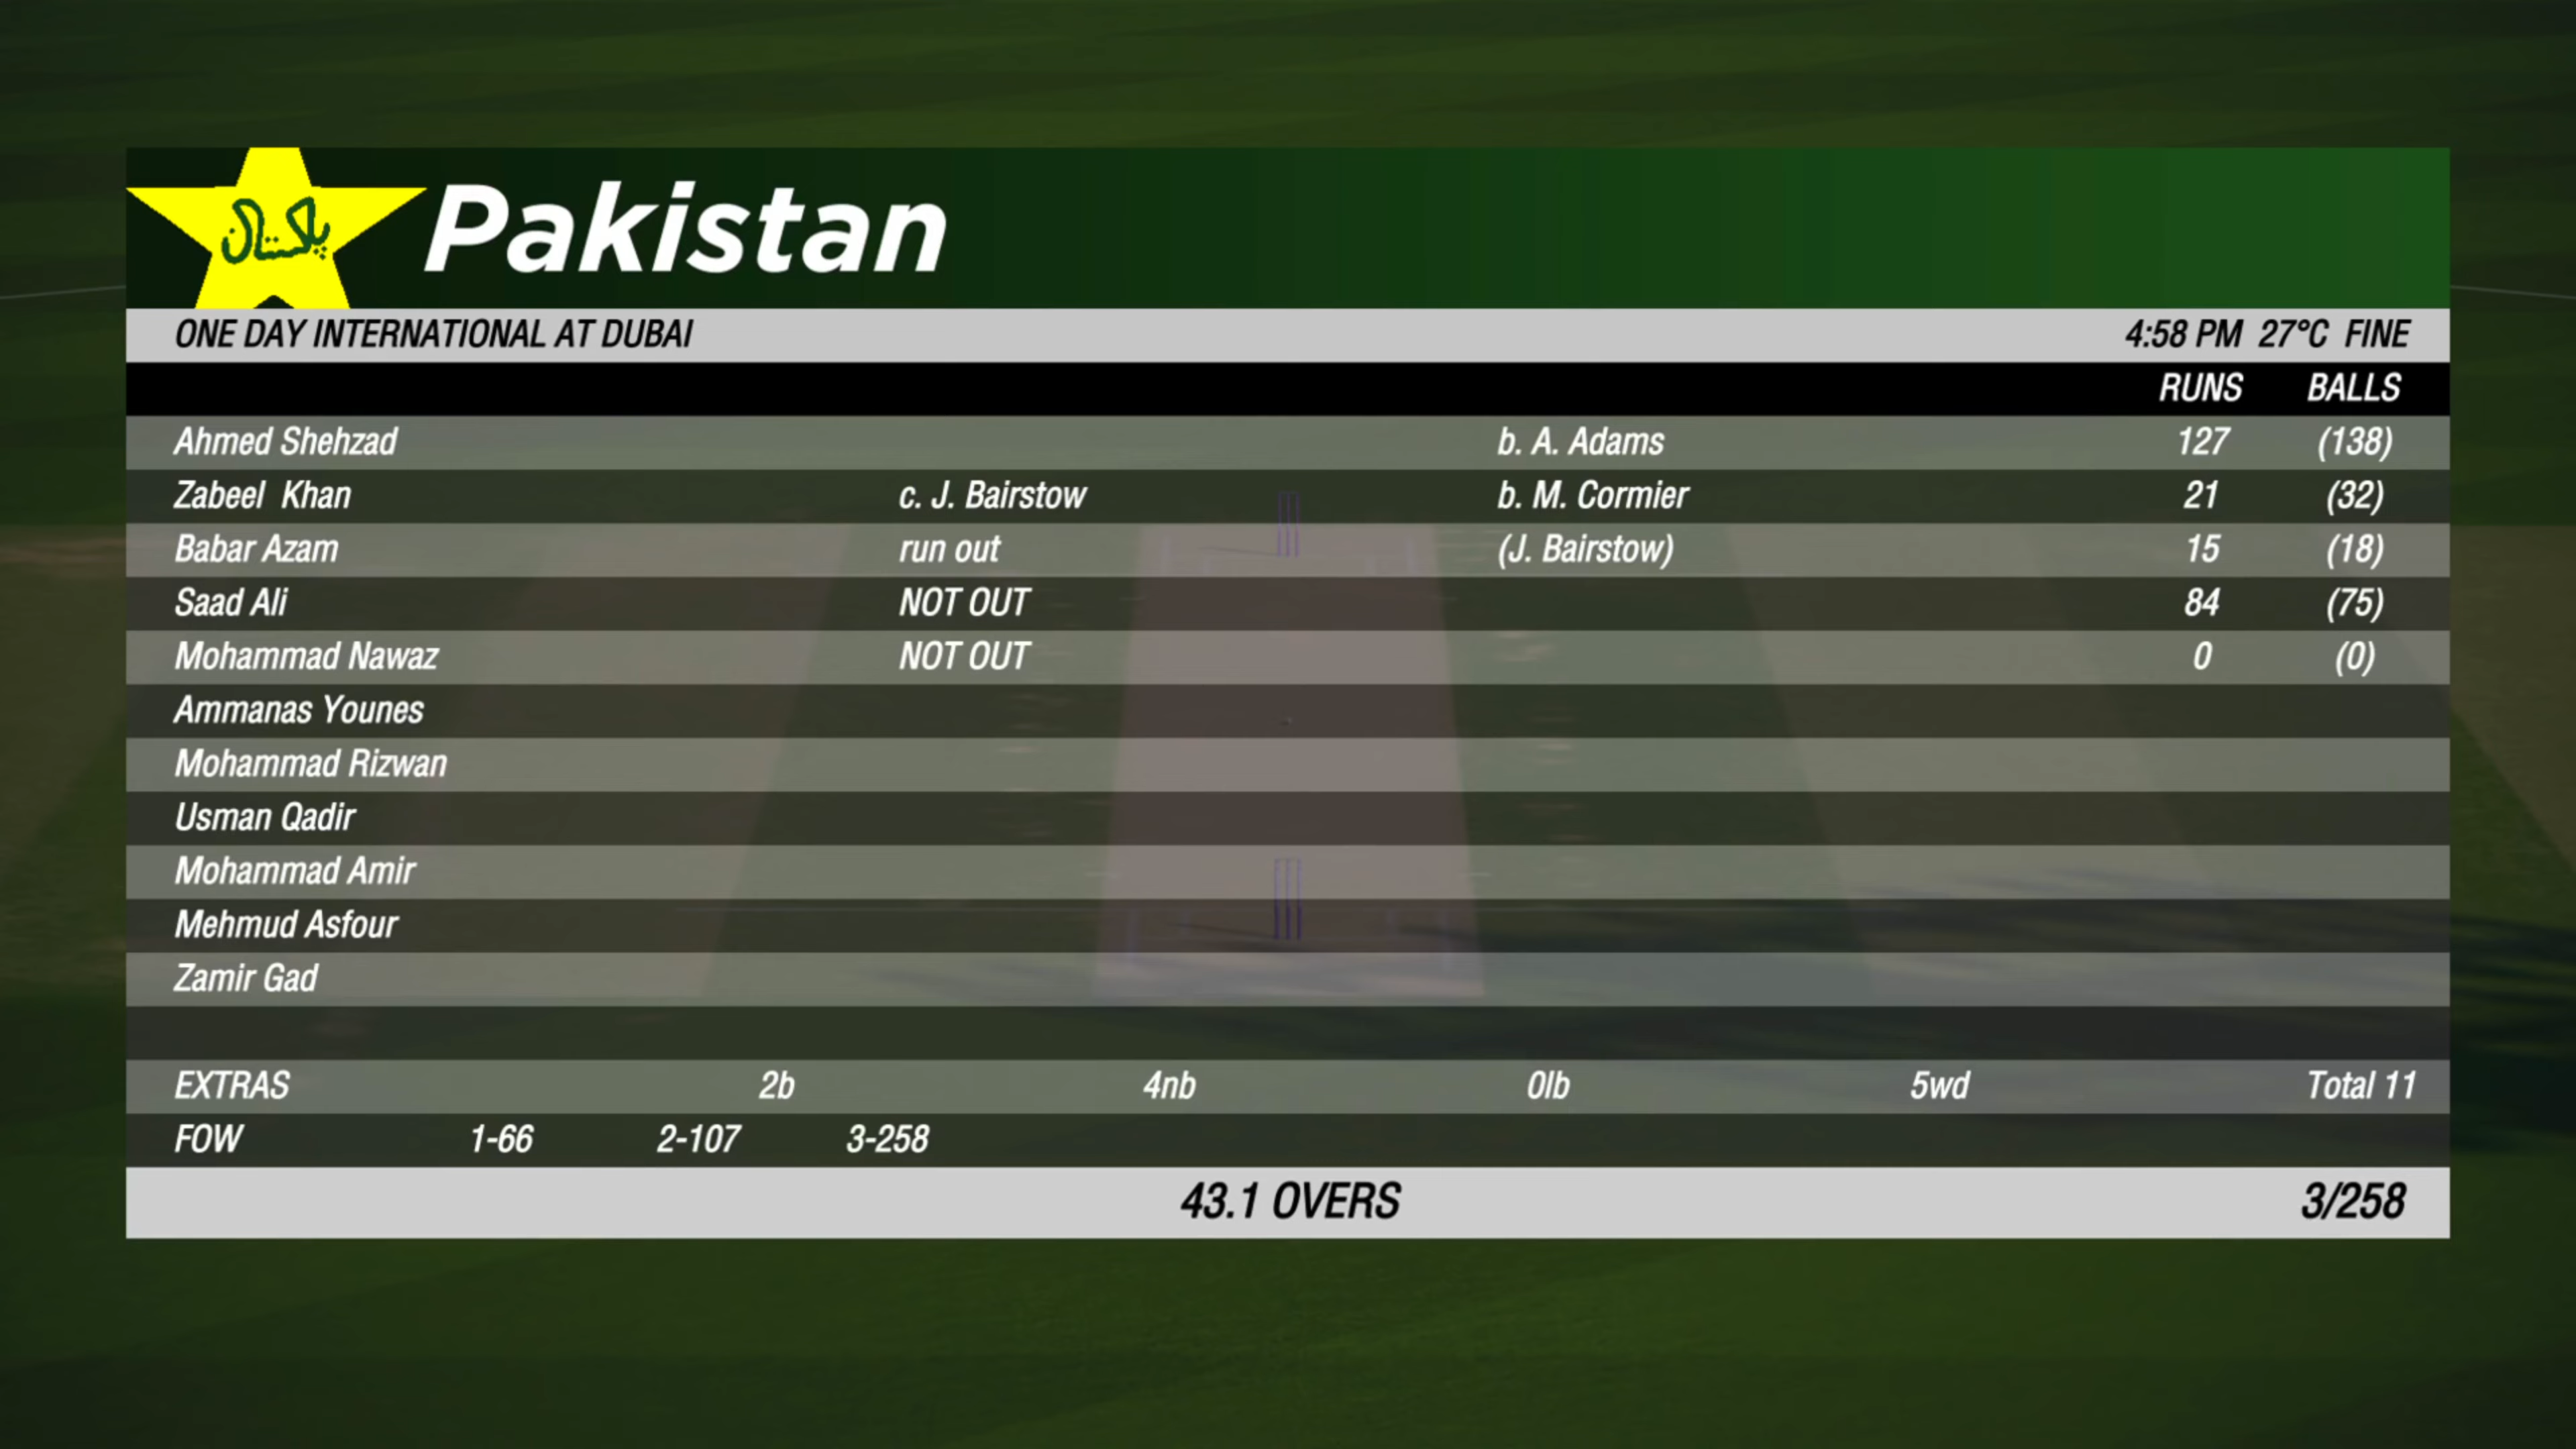 پاکستان
Pakistan
ONE DAY INTERNATIONAL AT DUBAI 4:58 PM 27°C FINE
RUNS BALLS
Ahmed Shehzad b. A. Adams 127 (138)
Zabeel Khan c. J. Bairstow b. M. Cormier 21 (32)
Babar Azam run out (J. Bairstow) 15 (18)
Saad Ali NOT OUT 84 (75)
Mohammad Nawaz NOT OUT 0 (0)
Ammanas Younes
Mohammad Rizwan
Usman Qadir
Mohammad Amir
Mehmud Asfour
Zamir Gad
EXTRAS 2b 4nb 0lb 5wd Total 11
FOW 1-66 2-107 3-258
43.1 OVERS 3/258